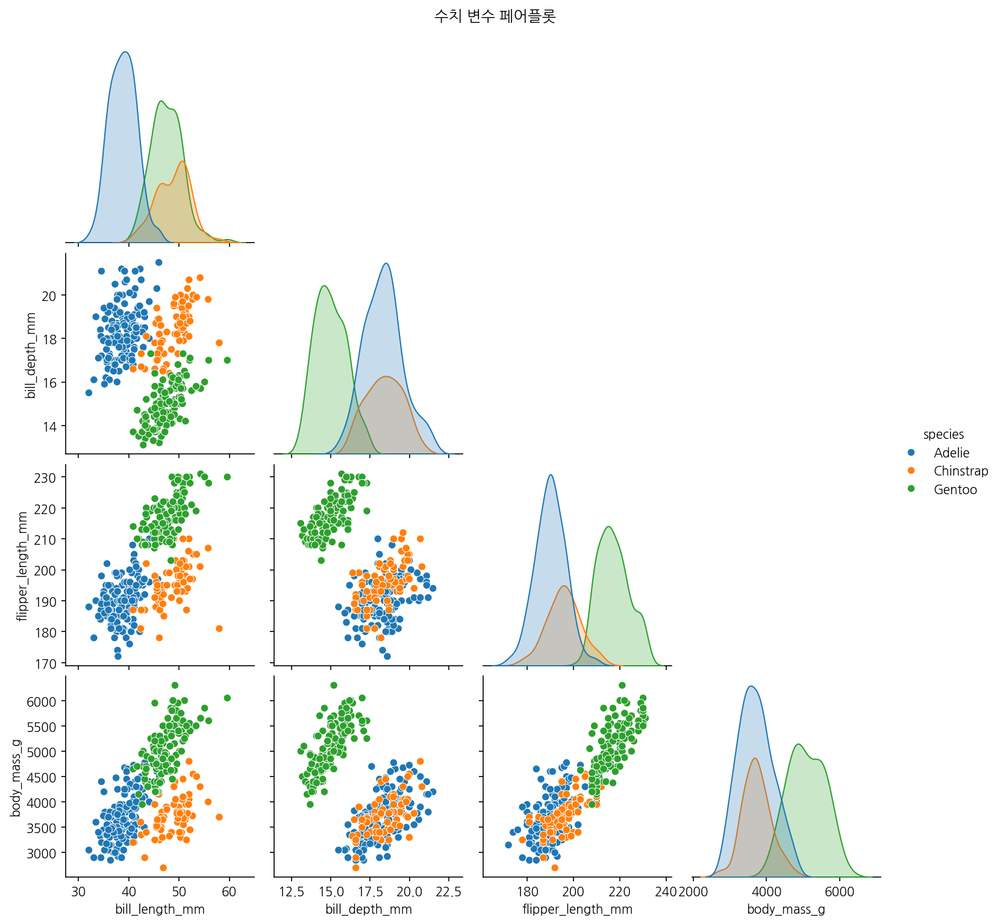 수치 변수 페어플롯
bill_depth_mm
20
18
16
14
species
Adelie
Chinstrap
Gentoo
flipper_length_mm
230
220
210
200
190
180
170
body_mass_g
6000
5500
5000
4500
4000
3500
3000
30 40 50 60
12.5 15.0 17.5 20.0 22.5
180 200 220 240
2000 4000 6000
bill_length_mm
bill_depth_mm
flipper_length_mm
body_mass_g